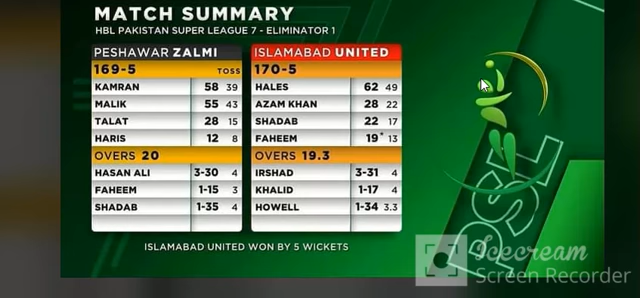 MATCH SUMMARY
HBL PAKISTAN SUPER LEAGUE 7 - ELIMINATOR 1
PESHAWAR ZALMI
169-5 TOSS
KAMRAN 58 39
MALIK 55 43
TALAT 28 15
HARIS 12 8
OVERS 20
HASAN ALI 3-30 4
FAHEEM 1-15 3
SHADAB 1-35 4
ISLAMABAD UNITED
170-5
HALES 62 49
AZAM KHAN 28 22
SHADAB 22 17
FAHEEM 19* 13
OVERS 19.3
IRSHAD 3-31 4
KHALID 1-17 4
HOWELL 1-34 3.3
ISLAMABAD UNITED WON BY 5 WICKETS
PSL
Icecream
Screen Recorder